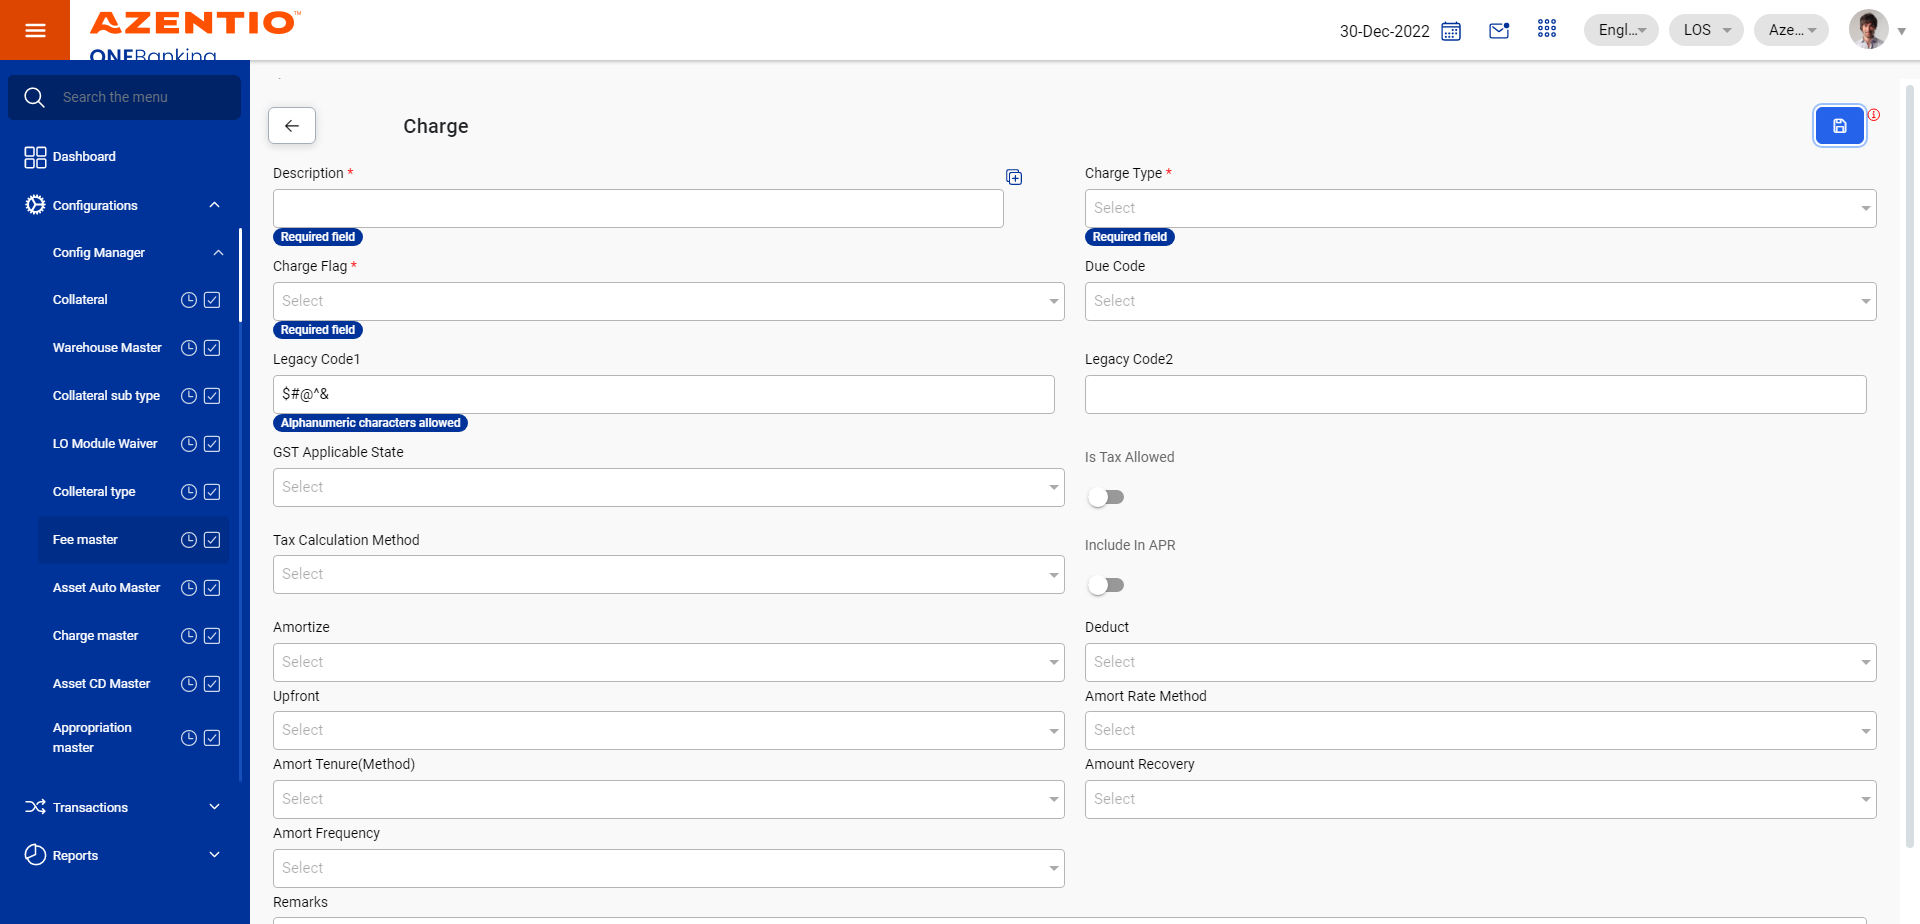 AZENTIO™
ONEBanking
30-Dec-2022
Engl...
LOS
Aze...
Search the menu
Dashboard
Configurations
Config Manager
Collateral
Warehouse Master
Collateral sub type
LO Module Waiver
Colleteral type
Fee master
Asset Auto Master
Charge master
Asset CD Master
Appropriation
master
Transactions
Reports
Charge
Description *
Required field
Charge Type *
Select
Required field
Charge Flag *
Select
Required field
Due Code
Select
Legacy Code1
$#@^&
Alphanumeric characters allowed
Legacy Code2
GST Applicable State
Select
Is Tax Allowed
Tax Calculation Method
Select
Include In APR
Amortize
Select
Deduct
Select
Upfront
Select
Amort Rate Method
Select
Amort Tenure(Method)
Select
Amount Recovery
Select
Amort Frequency
Select
Remarks